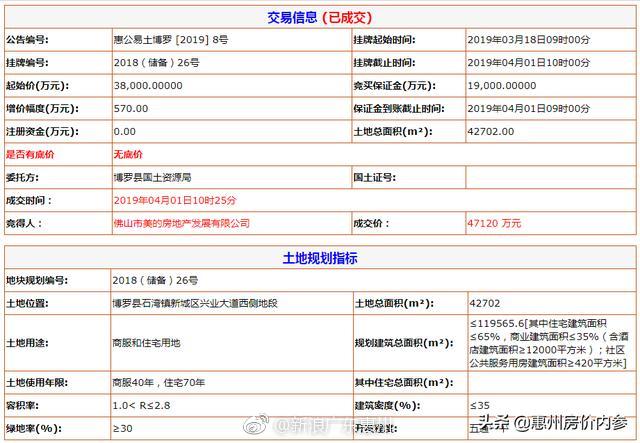 交易信息 (已成交)
公告编号: 惠公易土博罗 [2019] 8号 挂牌起始时间: 2019年03月18日09时00分
挂牌编号: 2018（储备）26号 挂牌截止时间: 2019年04月01日10时00分
起始价(万元): 38,000.00000 竞买保证金(万元): 19,000.00000
增价幅度(万元): 570.00 保证金到账截止时间: 2019年04月01日09时00分
注册资金(万元): 0.00 土地总面积(m²): 42702.00
是否有底价 无底价
委托方: 博罗县国土资源局 国土证号:
成交时间: 2019年04月01日10时25分
竞得人: 佛山市美的房地产发展有限公司 成交价: 47120 万元
土地规划指标
地块规划编号: 2018（储备）26号
土地位置: 博罗县石湾镇新城区兴业大道西侧地段 土地总面积(m²): 42702
土地用途: 商服和住宅用地 规划建筑总面积(m²): ≤119565.6[其中住宅建筑面积
≤65%，商业建筑面积≤35%（含酒
店建筑面积≥12000平方米）；社区
公共服务用房建筑面积≥420平方米]
土地使用年限: 商服40年，住宅70年 其中住宅总面积(m²):
容积率: 1.0< R≤2.8 建筑密度(%): ≤35
绿地率(%): ≥30 开发程度: 五通
@新浪广东惠州
头条 @惠州房价内参